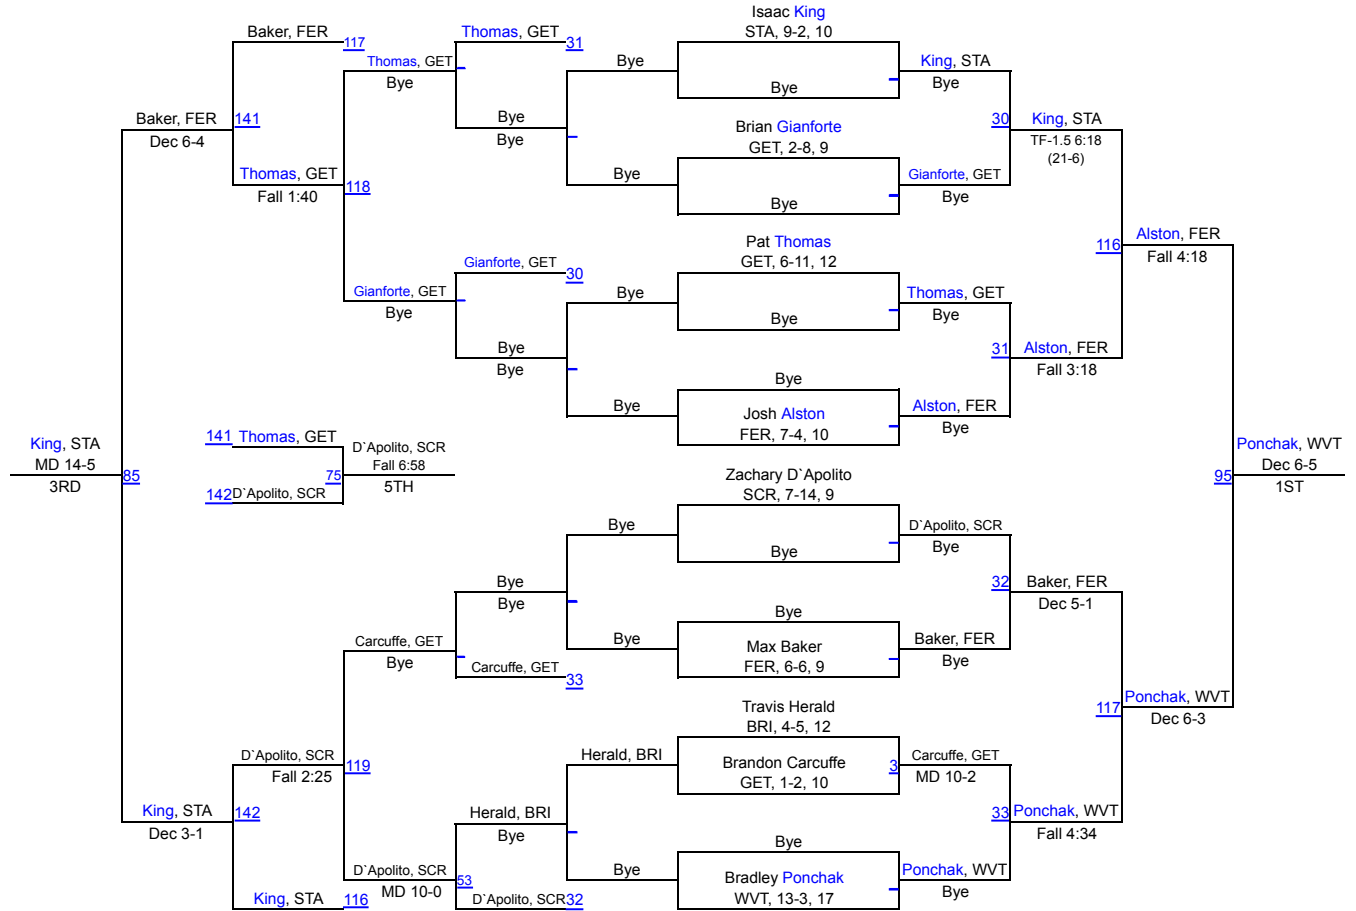 Isaac King
Baker, FER
Thomas, GET
STA, 9-2, 10
117
31
Thomas, GET
Bye
King, STA
Bye
Bye
Bye
Baker, FER
141
Bye
30
King, STA
Dec 6-4
Bye
Brian Gianforte
TF-1.5 6:18
GET, 2-8, 9
(21-6)
Thomas, GET
118
Bye
Gianforte, GET
Fall 1:40
Bye
Bye
Pat Thomas
Alston, FER
116
Gianforte, GET
GET, 6-11, 12
Fall 4:18
30
Gianforte, GET
Bye
Thomas, GET
Bye
Bye
Bye
Bye
31
Alston, FER
Bye
Fall 3:18
Bye
Bye
Josh Alston
Alston, FER
FER, 7-4, 10
Bye
King, STA
141
Thomas, GET
D`Apolito, SCR
Ponchak, WVT
MD 14-5
Fall 6:58
Dec 6-5
85
75
95
3RD
5TH
1ST
142
D`Apolito, SCR
Zachary D`Apolito
SCR, 7-14, 9
Bye
D`Apolito, SCR
Bye
Bye
Bye
32
Baker, FER
Bye
Dec 5-1
Bye
Carcuffe, GET
Bye
Max Baker
Baker, FER
Bye
Carcuffe, GET
33
FER, 6-6, 9
Bye
Travis Herald
117
Ponchak, WVT
BRI, 4-5, 12
Dec 6-3
D`Apolito, SCR
Herald, BRI
Brandon Carcuffe
3
Carcuffe, GET
Fall 2:25
119
GET, 1-2, 10
MD 10-2
King, STA
142
Herald, BRI
33
Ponchak, WVT
Dec 3-1
Bye
Fall 4:34
Bye
D`Apolito, SCR
Bye
Bradley Ponchak
Ponchak, WVT
MD 10-0
53
WVT, 13-3, 17
Bye
King, STA
116
D`Apolito, SCR
32